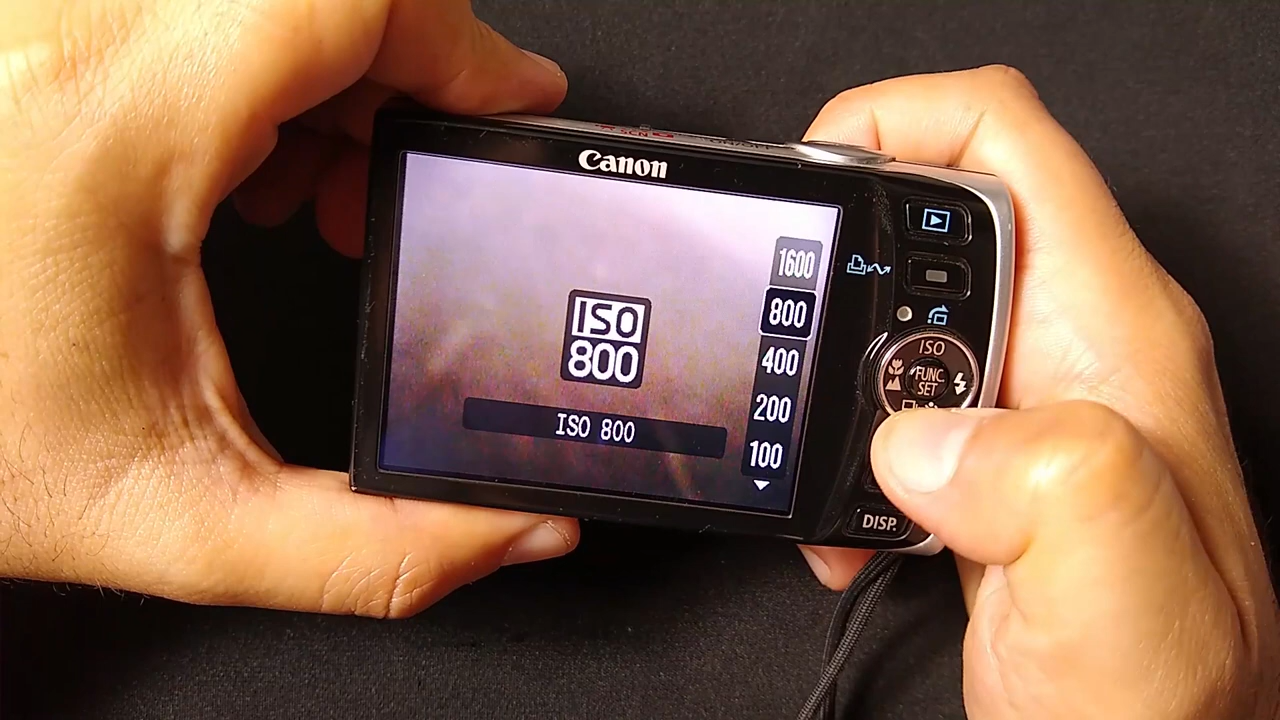 Canon
1600
800
400
200
100
ISO
800
ISO 800
ISO
FUNC.
SET
DISP.